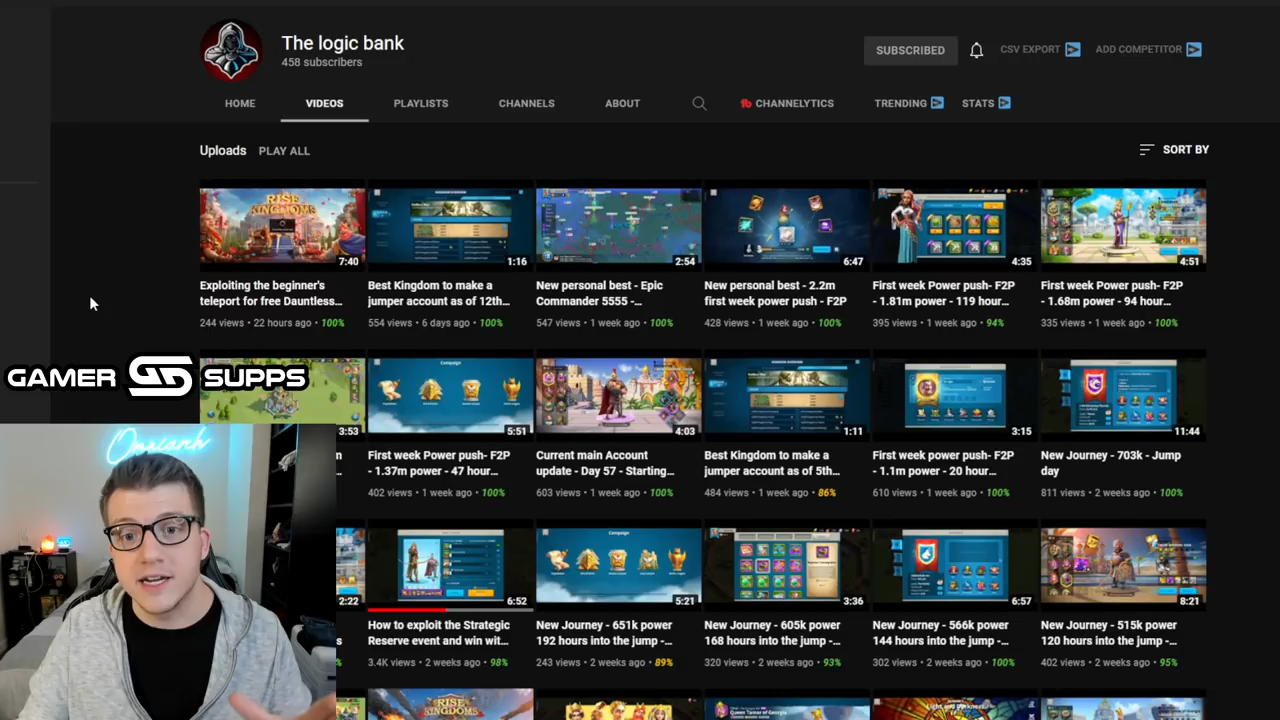 The logic bank
458 subscribers
SUBSCRIBED
CSV EXPORT
ADD COMPETITOR
HOME
VIDEOS
PLAYLISTS
CHANNELS
ABOUT
tb CHANNELYTICS
TRENDING
STATS
Uploads PLAY ALL
SORT BY
RISE
KINGDOMS
7:40
1:16
2:54
6:47
4:35
4:51
Exploiting the beginner's
teleport for free Dauntless...
244 views • 22 hours ago • 100%
Best Kingdom to make a
jumper account as of 12th...
554 views • 6 days ago • 100%
New personal best - Epic
Commander 5555 -...
547 views • 1 week ago • 100%
New personal best - 2.2m
first week Power push - F2P
428 views • 1 week ago • 100%
First week Power push- F2P
- 1.81m power - 119 hour...
395 views • 1 week ago • 94%
First week Power push- F2P
- 1.68m power - 94 hour...
335 views • 1 week ago • 100%
GAMER GS SUPPS
3:53
Campaign
5:51
4:03
1:11
3:15
11:44
First week Power push- F2P
- 1.37m power - 47 hour...
402 views • 1 week ago • 100%
Current main Account
update - Day 57 - Starting...
603 views • 1 week ago • 100%
Best Kingdom to make a
jumper account as of 5th...
484 views • 1 week ago • 86%
First week power push- F2P
- 1.1m power - 20 hour...
610 views • 1 week ago • 100%
New Journey - 703k - Jump
day
811 views • 2 weeks ago • 100%
Omniarch
2:22
6:52
Campaign
5:21
3:36
6:57
8:21
How to exploit the Strategic
Reserve event and win wit...
3.4K views • 2 weeks ago • 98%
New Journey - 651k power
192 hours into the jump -...
243 views • 2 weeks ago • 89%
New Journey - 605k power
168 hours into the jump -...
320 views • 2 weeks ago • 93%
New Journey - 566k power
144 hours into the jump -...
302 views • 2 weeks ago • 100%
New Journey - 515k power
120 hours into the jump -...
402 views • 2 weeks ago • 95%
RISE
KINGDOMS
Queen Tamar of Georgia